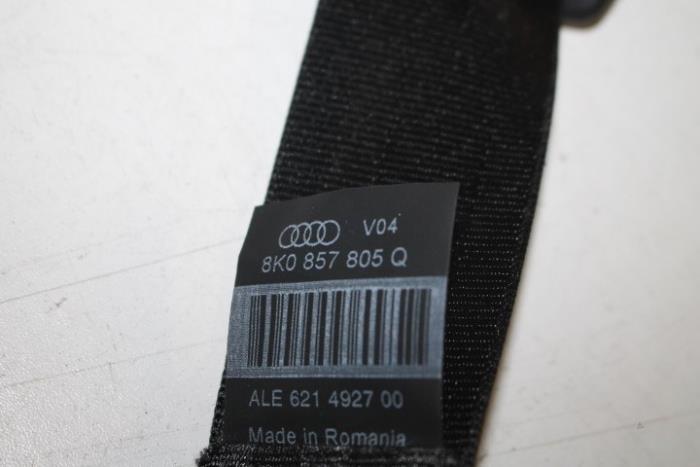 V04
8K0 857 805 Q
ALE 621 4927 00
Made in Romania